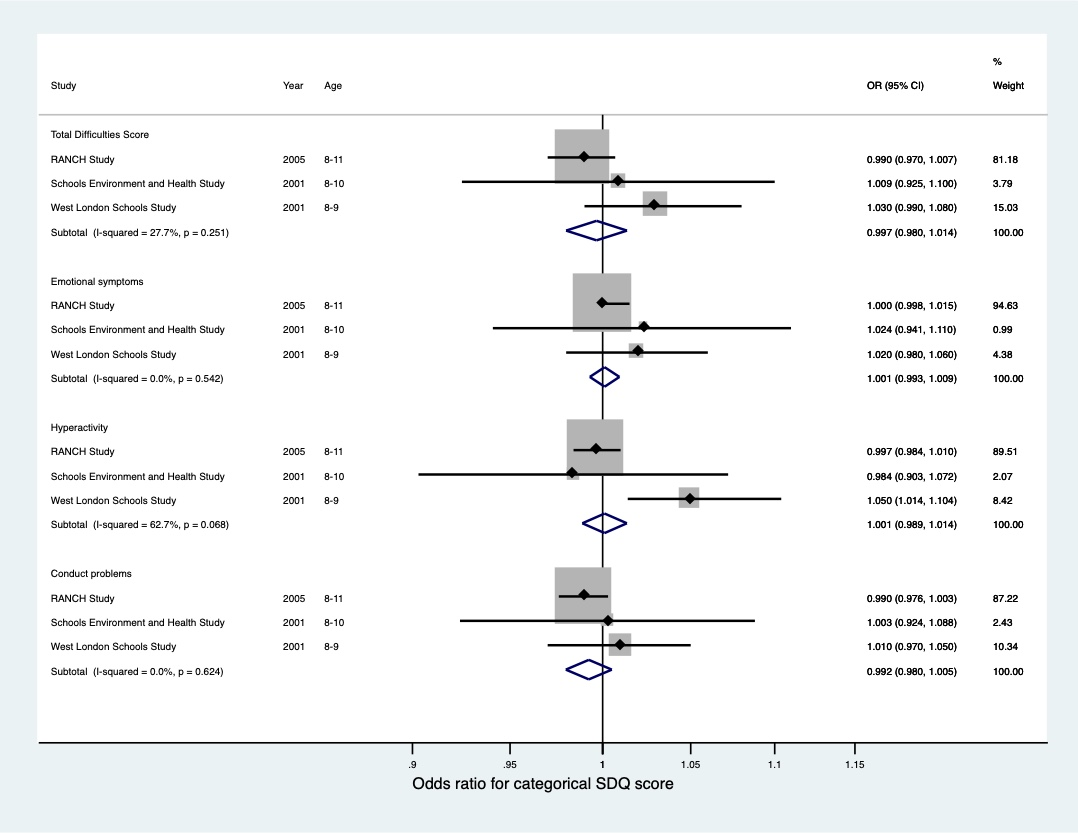 %
Study Year Age OR (95% CI) Weight
Total Difficulties Score
RANCH Study 2005 8-11 0.990 (0.970, 1.007) 81.18
Schools Environment and Health Study 2001 8-10 1.009 (0.925, 1.100) 3.79
West London Schools Study 2001 8-9 1.030 (0.990, 1.080) 15.03
Subtotal (I-squared = 27.7%, p = 0.251) 0.997 (0.980, 1.014) 100.00
Emotional symptoms
RANCH Study 2005 8-11 1.000 (0.998, 1.015) 94.63
Schools Environment and Health Study 2001 8-10 1.024 (0.941, 1.110) 0.99
West London Schools Study 2001 8-9 1.020 (0.980, 1.060) 4.38
Subtotal (I-squared = 0.0%, p = 0.542) 1.001 (0.993, 1.009) 100.00
Hyperactivity
RANCH Study 2005 8-11 0.997 (0.984, 1.010) 89.51
Schools Environment and Health Study 2001 8-10 0.984 (0.903, 1.072) 2.07
West London Schools Study 2001 8-9 1.050 (1.014, 1.104) 8.42
Subtotal (I-squared = 62.7%, p = 0.068) 1.001 (0.989, 1.014) 100.00
Conduct problems
RANCH Study 2005 8-11 0.990 (0.976, 1.003) 87.22
Schools Environment and Health Study 2001 8-10 1.003 (0.924, 1.088) 2.43
West London Schools Study 2001 8-9 1.010 (0.970, 1.050) 10.34
Subtotal (I-squared = 0.0%, p = 0.624) 0.992 (0.980, 1.005) 100.00
.9 .95 1 1.05 1.1 1.15
Odds ratio for categorical SDQ score